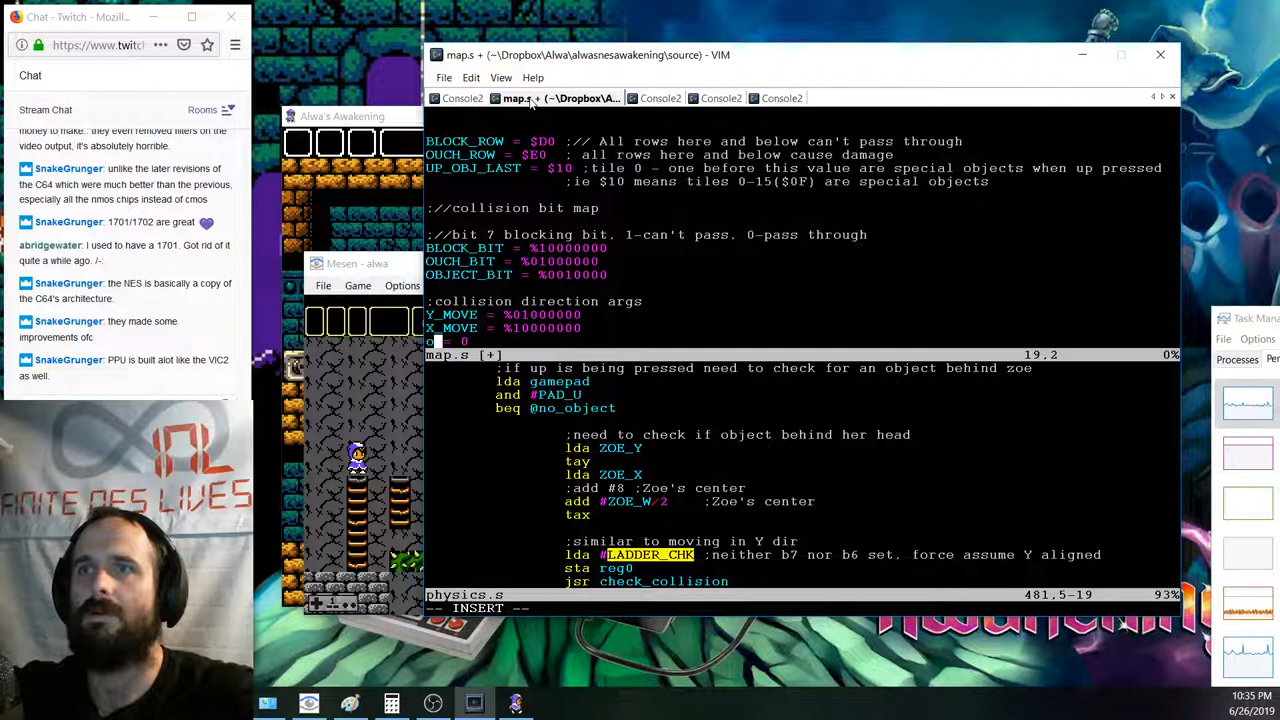 Chat - Twitch - Mozill...
https://www.twitch
Chat
Stream Chat
Rooms
money to make.. they even removed filters on the
video output, it's absolutely horrible.
SnakeGrunger: unlike the later revisions
of the C64 which were much better than the previous,
especially all the nmos chips instead of cmos
SnakeGrunger: 1701/1702 are great
abridgewater: I used to have a 1701. Got rid of it
quite a while ago. /-:
SnakeGrunger: the NES is basically a copy of
the C64's architecture.
SnakeGrunger: they made some
improvements ofc
SnakeGrunger: PPU is built alot like the VIC2
as well.
Alwa's Awakening
Mesen - alwa
File Game Options
map.s + (~\Dropbox\Alwa\alwasnesawakening\source) - VIM
File Edit View Help
Console2 map.s + (~\Dropbox\A... Console2 Console2 Console2
BLOCK_ROW = $D0 ;// All rows here and below can't pass through
OUCH_ROW = $E0 ; all rows here and below cause damage
UP_OBJ_LAST = $10 ;tile 0 - one before this value are special objects when up pressed
;ie $10 means tiles 0-15($0F) are special objects
;//collision bit map
;//bit 7 blocking bit, 1-can't pass, 0-pass through
BLOCK_BIT = %10000000
OUCH_BIT = %01000000
OBJECT_BIT = %0010000
;collision direction args
Y_MOVE = %01000000
X_MOVE = %10000000
o = 0
map.s [+] 19,2 0%
;if up is being pressed need to check for an object behind zoe
lda gamepad
and #PAD_U
beq @no_object
;need to check if object behind her head
lda ZOE_Y
tay
lda ZOE_X
;add #8 ;Zoe's center
add #ZOE_W/2 ;Zoe's center
tax
;similar to moving in Y dir
lda #LADDER_CHK ;neither b7 nor b6 set, force assume Y aligned
sta reg0
jsr check_collision
physics.s 481,5-19 93%
-- INSERT --
Task Mana
File Options
Processes Per
10:35 PM
6/26/2019